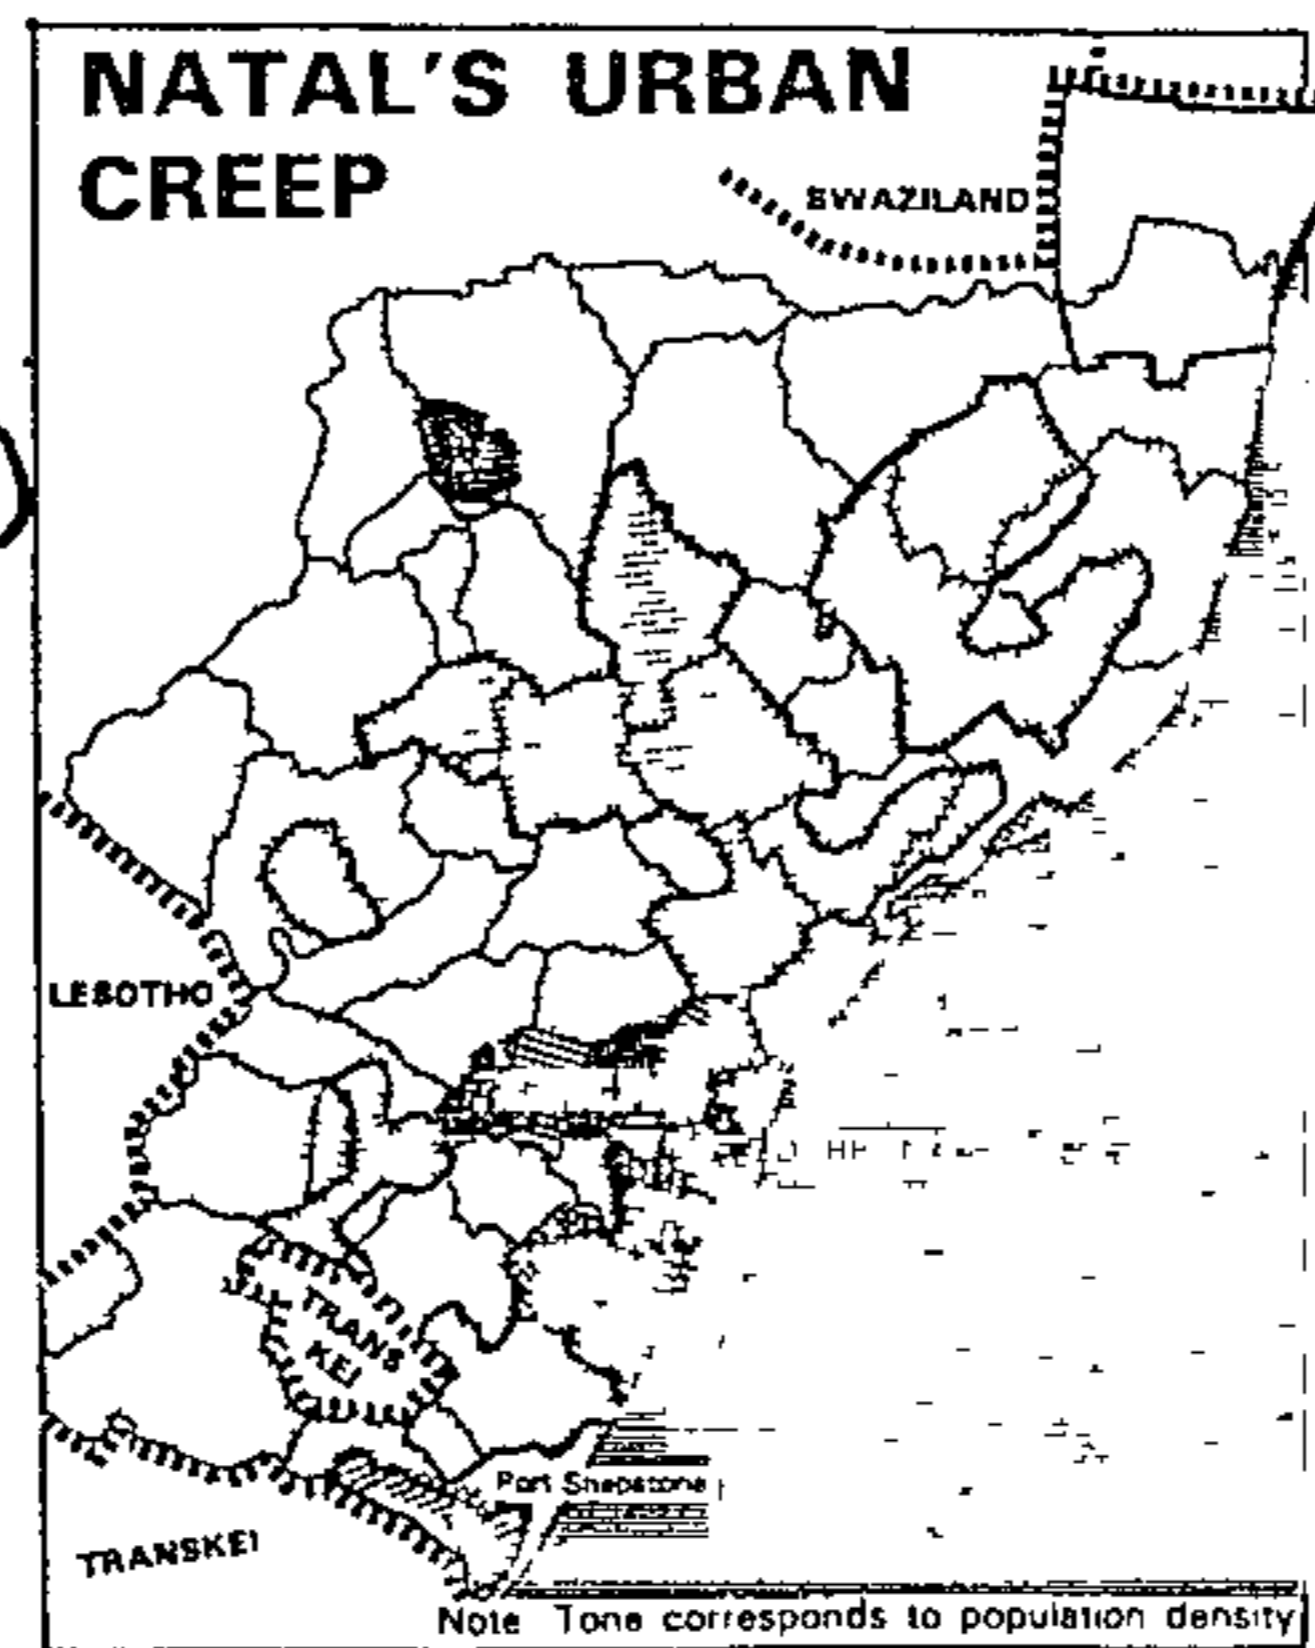 NATAL'S URBAN
CREEP
SWAZILAND
LESOTHO
TRANS
KEI
Port Shepstone
TRANSKEI
Note Tone corresponds to population density